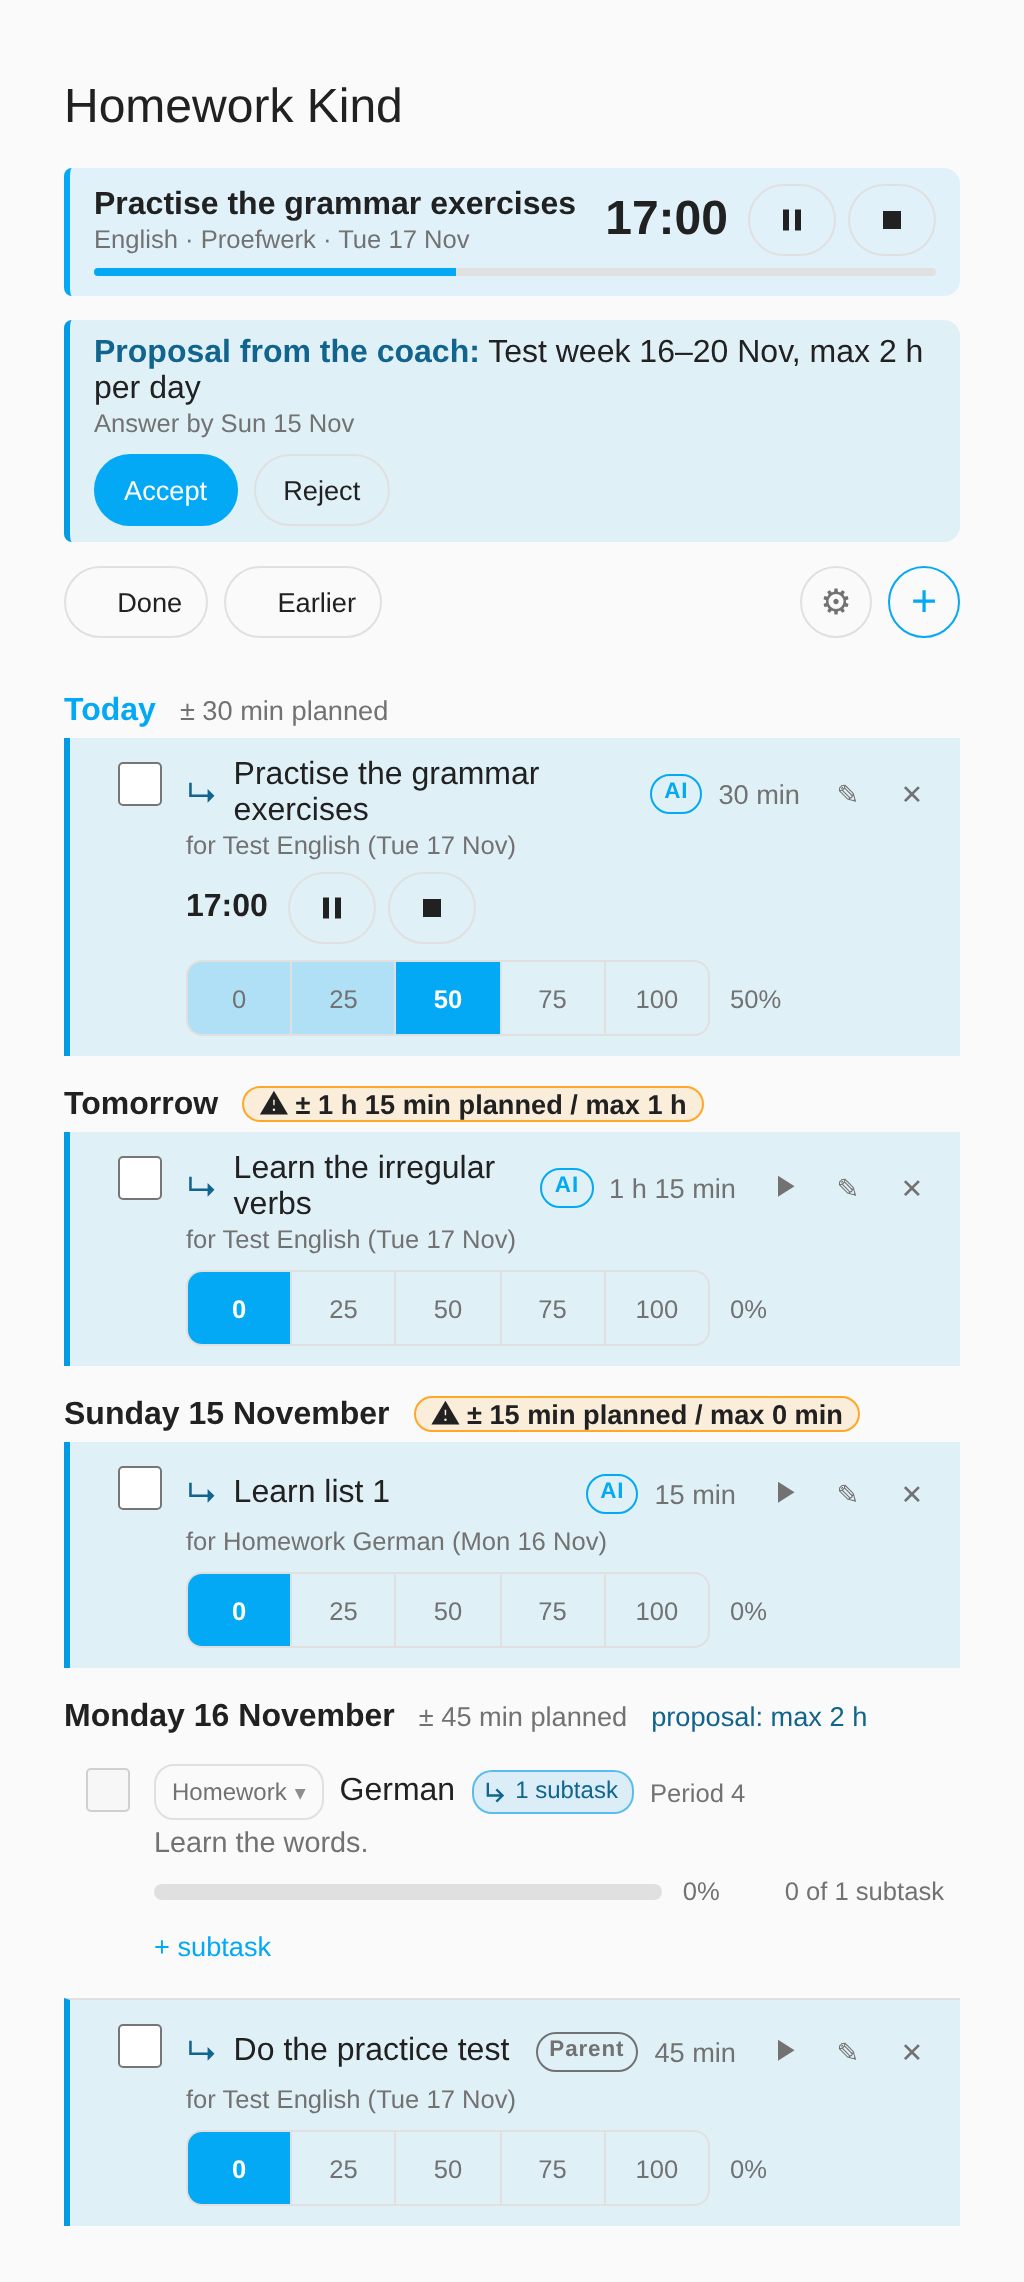 Homework Kind
Practise the grammar exercises 17:00
English · Proefwerk · Tue 17 Nov
Proposal from the coach: Test week 16–20 Nov, max 2 h
per day
Answer by Sun 15 Nov
Accept Reject
Done Earlier ⚙ +
Today ± 30 min planned
Practise the grammar
exercises
AI 30 min ✎ ✕
for Test English (Tue 17 Nov)
17:00
0 25 50 75 100 50%
Tomorrow ⚠ ± 1 h 15 min planned / max 1 h
Learn the irregular
verbs
AI 1 h 15 min ▶ ✎ ✕
for Test English (Tue 17 Nov)
0 25 50 75 100 0%
Sunday 15 November ⚠ ± 15 min planned / max 0 min
Learn list 1 AI 15 min ▶ ✎ ✕
for Homework German (Mon 16 Nov)
0 25 50 75 100 0%
Monday 16 November ± 45 min planned proposal: max 2 h
Homework ▾ German 1 subtask Period 4
Learn the words.
0% 0 of 1 subtask
+ subtask
Do the practice test Parent 45 min ▶ ✎ ✕
for Test English (Tue 17 Nov)
0 25 50 75 100 0%